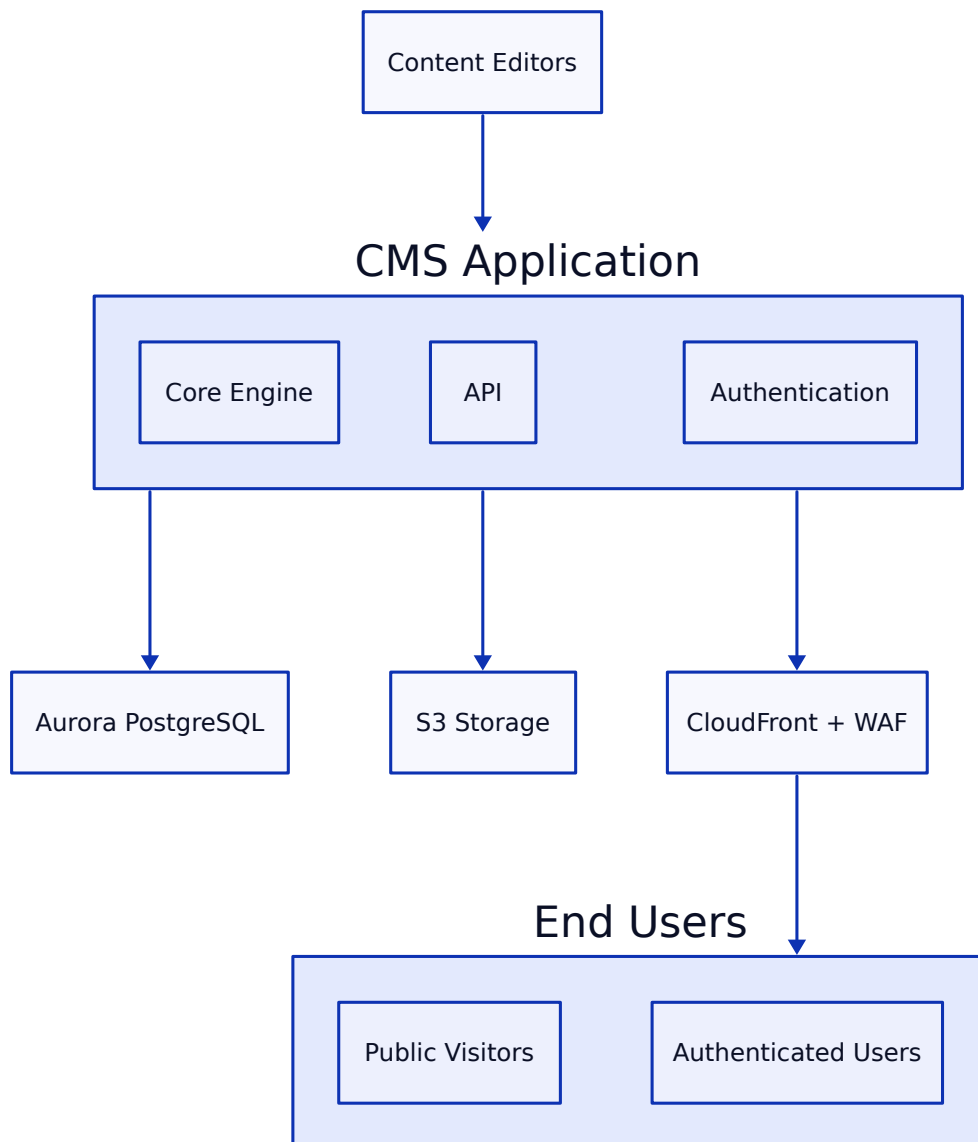 Content Editors
CMS Application
Core Engine
API
Authentication
Aurora PostgreSQL
S3 Storage
CloudFront + WAF
End Users
Public Visitors
Authenticated Users